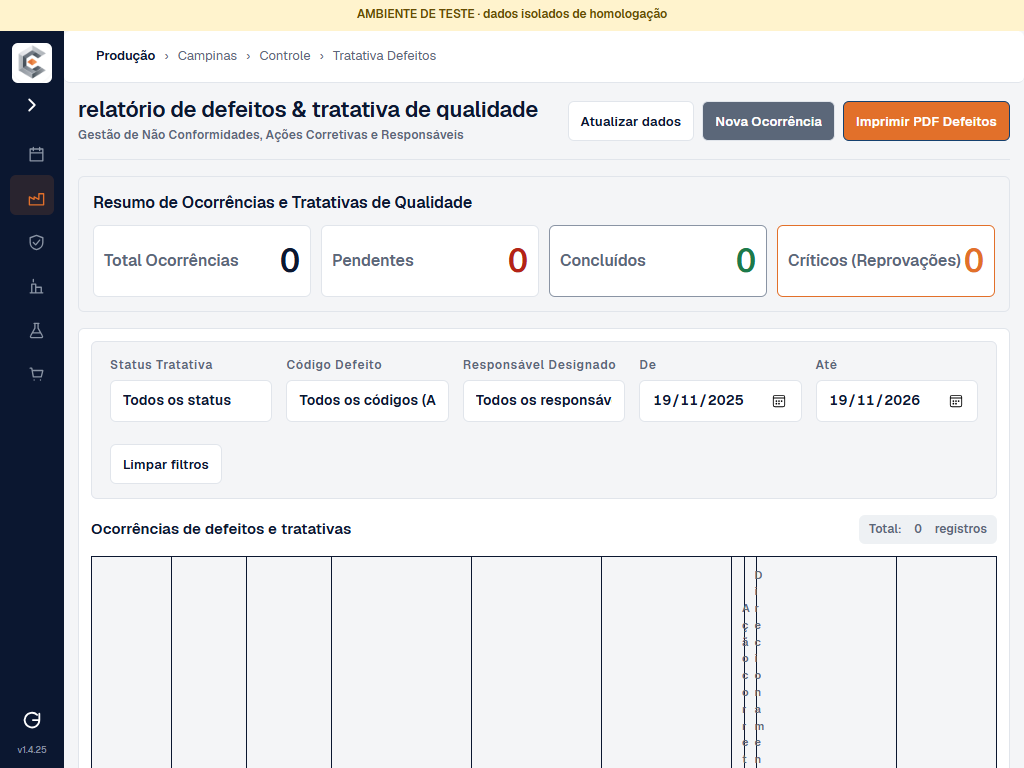 AMBIENTE DE TESTE · dados isolados de homologação
Produção › Campinas › Controle › Tratativa Defeitos
relatório de defeitos & tratativa de qualidade
Gestão de Não Conformidades, Ações Corretivas e Responsáveis
Atualizar dados
Nova Ocorrência
Imprimir PDF Defeitos
Resumo de Ocorrências e Tratativas de Qualidade
Total Ocorrências 0
Pendentes 0
Concluídos 0
Críticos (Reprovações) 0
Status Tratativa
Todos os status
Código Defeito
Todos os códigos (A
Responsável Designado
Todos os responsáv
De
19/11/2025
Até
19/11/2026
Limpar filtros
Ocorrências de defeitos e tratativas
Total: 0 registros
Ação corret
Direcionamen
v1.4.25